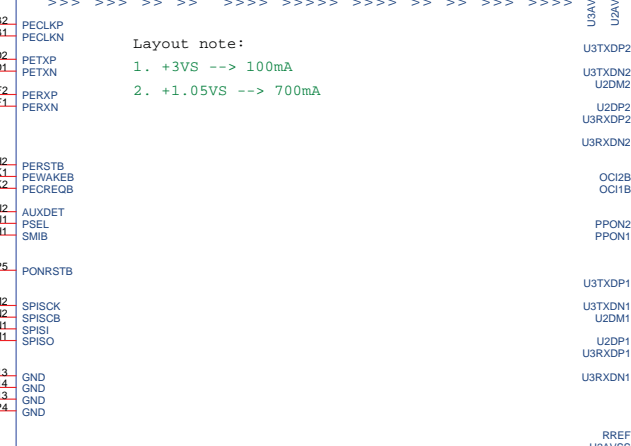 PECLKP
PECLKN
Layout note:
1. +3VS --> 100mA
2. +1.05VS --> 700mA
PETXP
PETXN
PERXP
PERXN
PERSTB
PEWAKEB
PECREQB
AUXDET
PSEL
SMIB
PONRSTB
SPISCK
SPISCB
SPISI
SPISO
GND
GND
GND
GND
U3TXDP2
U3TXDN2
U2DM2
U2DP2
U3RXDP2
U3RXDN2
OCI2B
OCI1B
PPON2
PPON1
U3TXDP1
U3TXDN1
U2DM1
U2DP1
U3RXDP1
U3RXDN1
RREF